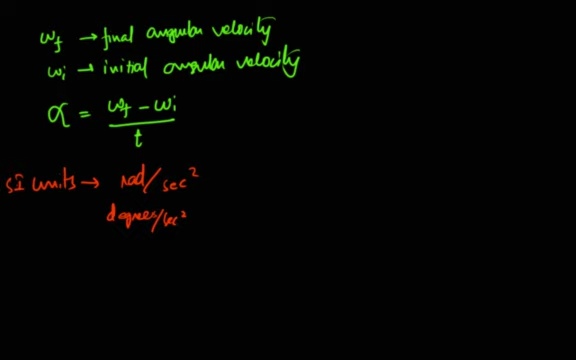 ωf → final angular velocity
ωi → initial angular velocity
α = ωf - ωi / t
SI units → rad/sec²
degrees/sec²